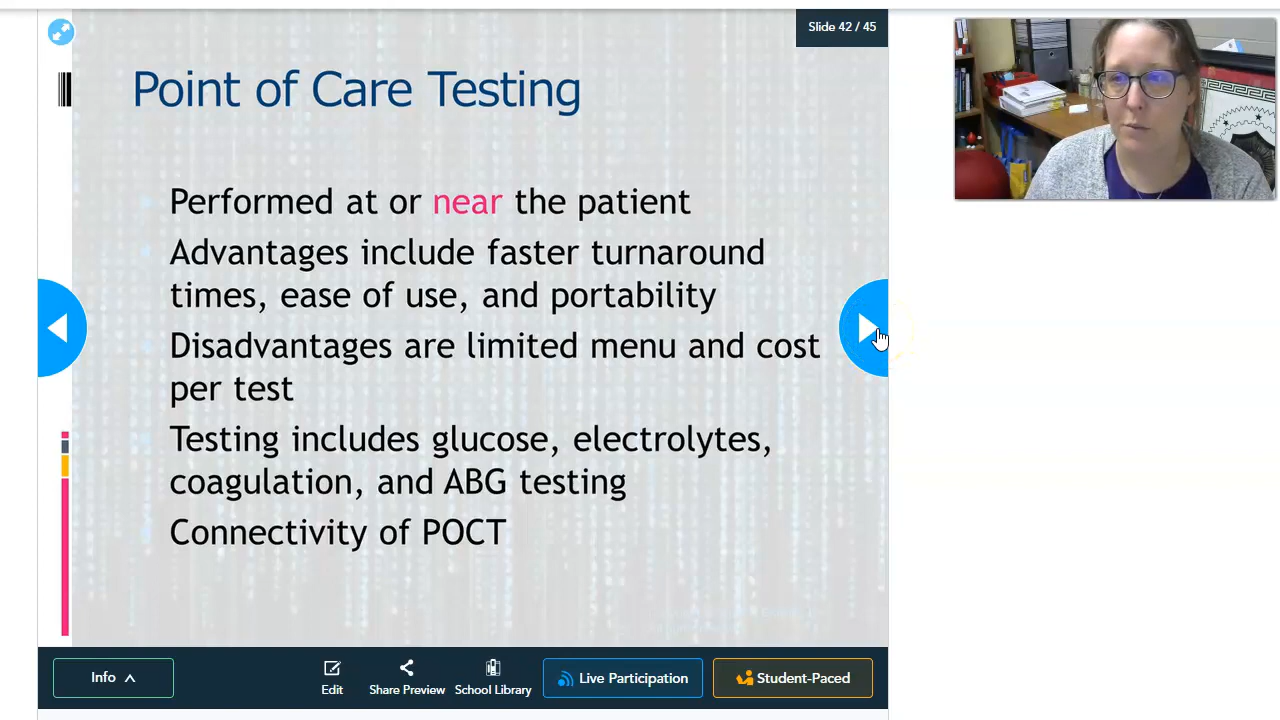 Slide 42 / 45
Point of Care Testing
Performed at or near the patient
Advantages include faster turnaround
times, ease of use, and portability
Disadvantages are limited menu and cost
per test
Testing includes glucose, electrolytes,
coagulation, and ABG testing
Connectivity of POCT
Info
Edit
Share Preview
School Library
Live Participation
Student-Paced